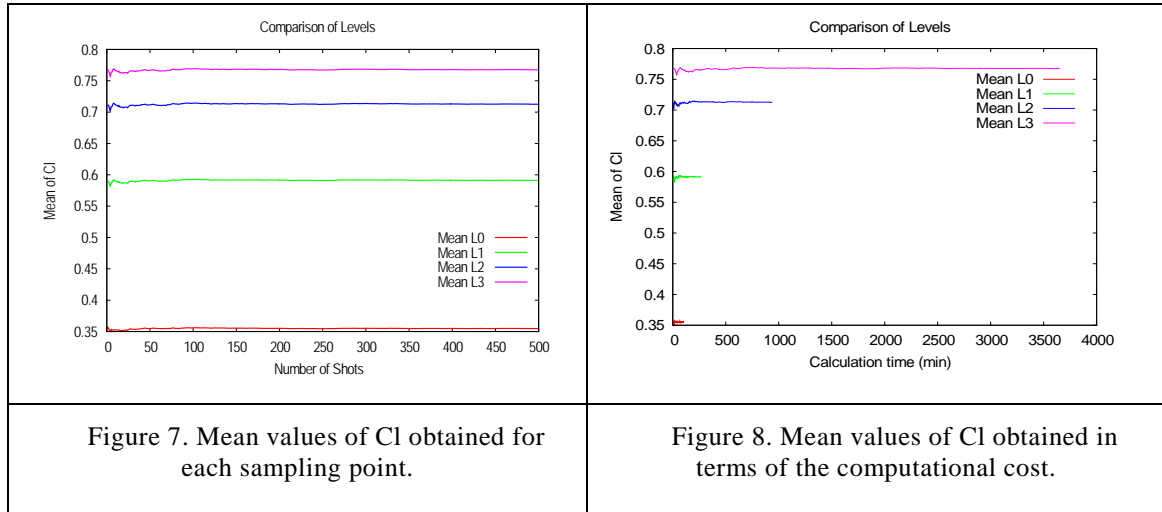 Comparison of Levels
0.8
0.75
0.7
0.65
0.6
0.55
0.5
0.45
0.4
0.35
Mean of Cl
Mean L0
Mean L1
Mean L2
Mean L3
0 50 100 150 200 250 300 350 400 450 500
Number of Shots
Comparison of Levels
0.8
0.75
0.7
0.65
0.6
0.55
0.5
0.45
0.4
0.35
Mean of Cl
Mean L0
Mean L1
Mean L2
Mean L3
0 500 1000 1500 2000 2500 3000 3500 4000
Calculation time (min)
Figure 7. Mean values of Cl obtained for
each sampling point.
Figure 8. Mean values of Cl obtained in
terms of the computational cost.